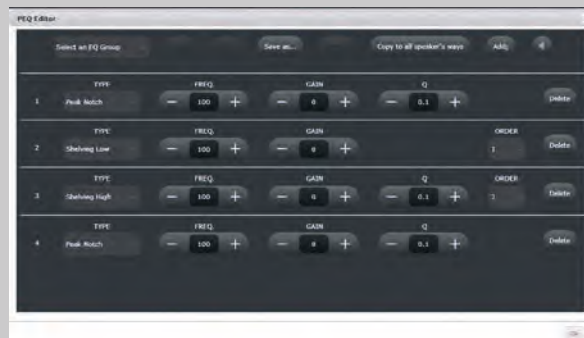 PEQ Editor
Select an EQ Group Save as... Copy to all speaker's ways Add;
TYPE FREQ. GAIN Q
1 Peak Notch − 100 + − 0 + − 0.1 + Delete
TYPE FREQ. GAIN ORDER
2 Shelving Low − 100 + − 0 + 1 Delete
TYPE FREQ. GAIN Q ORDER
3 Shelving High − 100 + − 0 + − 0.1 + Delete
TYPE FREQ. GAIN Q
4 Peak Notch − 100 + − 0 + − 0.1 + Delete